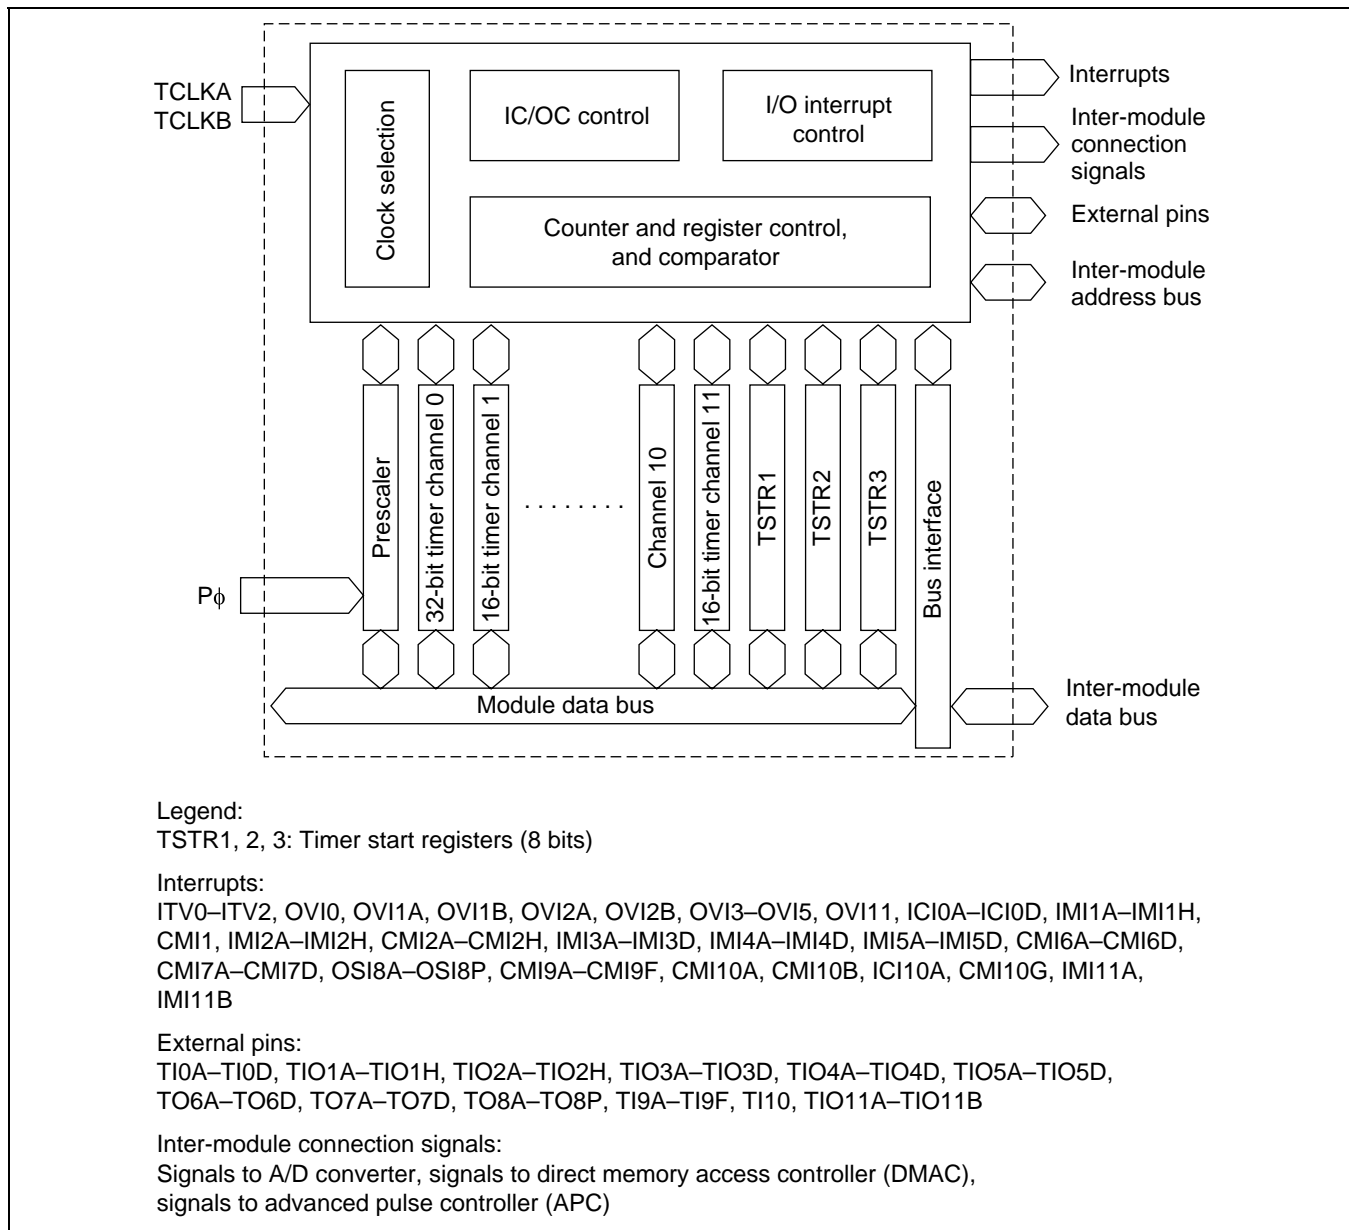 TCLKA
TCLKB
Clock selection
IC/OC control
I/O interrupt
control
Counter and register control,
and comparator
Interrupts
Inter-module
connection
signals
External pins
Inter-module
address bus
Prescaler
32-bit timer channel 0
16-bit timer channel 1
. . . . . . . .
Channel 10
16-bit timer channel 11
TSTR1
TSTR2
TSTR3
Bus interface
Pϕ
Module data bus
Inter-module
data bus
Legend:
TSTR1, 2, 3: Timer start registers (8 bits)
Interrupts:
ITV0–ITV2, OVI0, OVI1A, OVI1B, OVI2A, OVI2B, OVI3–OVI5, OVI11, ICI0A–ICI0D, IMI1A–IMI1H,
CMI1, IMI2A–IMI2H, CMI2A–CMI2H, IMI3A–IMI3D, IMI4A–IMI4D, IMI5A–IMI5D, CMI6A–CMI6D,
CMI7A–CMI7D, OSI8A–OSI8P, CMI9A–CMI9F, CMI10A, CMI10B, ICI10A, CMI10G, IMI11A,
IMI11B
External pins:
TI0A–TI0D, TIO1A–TIO1H, TIO2A–TIO2H, TIO3A–TIO3D, TIO4A–TIO4D, TIO5A–TIO5D,
TO6A–TO6D, TO7A–TO7D, TO8A–TO8P, TI9A–TI9F, TI10, TIO11A–TIO11B
Inter-module connection signals:
Signals to A/D converter, signals to direct memory access controller (DMAC),
signals to advanced pulse controller (APC)